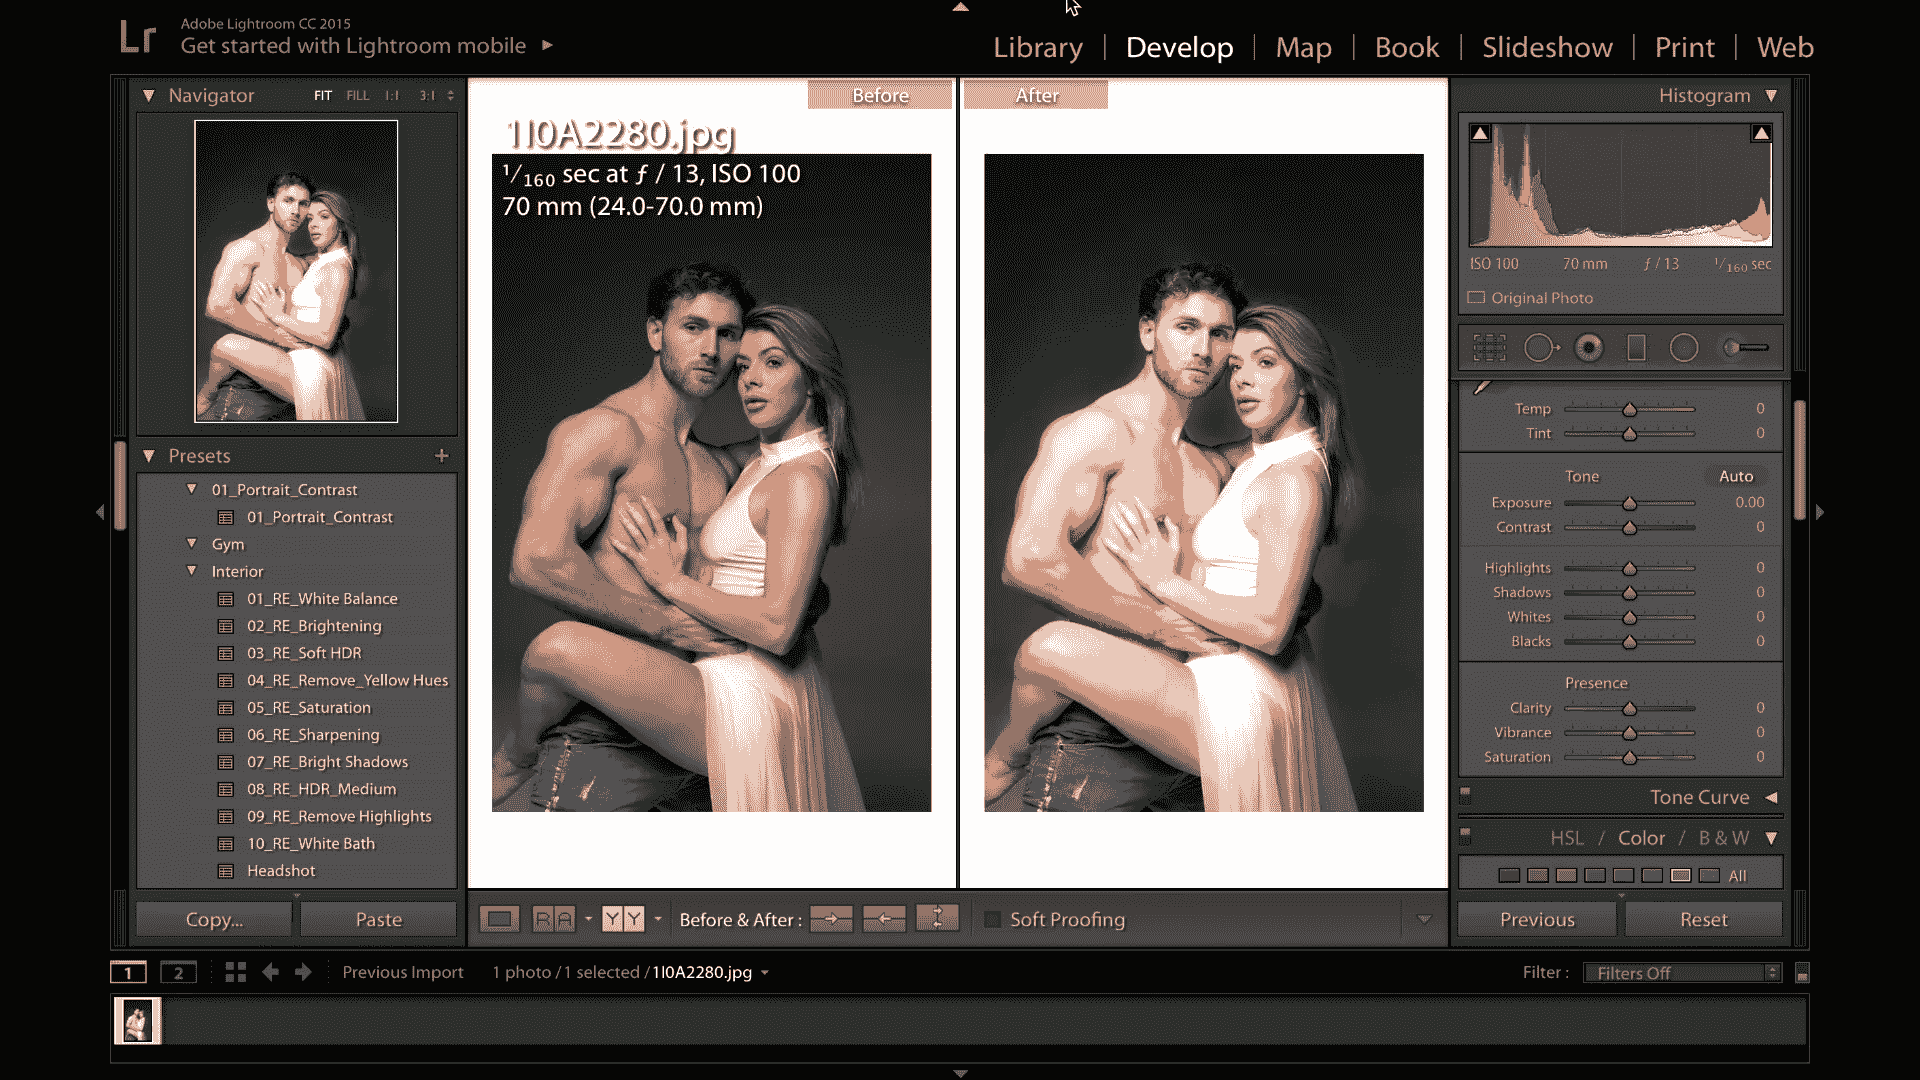 Lr
Adobe Lightroom CC 2015
Get started with Lightroom mobile
Library | Develop | Map | Book | Slideshow | Print | Web
Navigator FIT FILL 1:1 3:1
Presets +
01_Portrait_Contrast
01_Portrait_Contrast
Gym
Interior
01_RE_White Balance
02_RE_Brightening
03_RE_Soft HDR
04_RE_Remove_Yellow Hues
05_RE_Saturation
06_RE_Sharpening
07_RE_Bright Shadows
08_RE_HDR_Medium
09_RE_Remove Highlights
10_RE_White Bath
Headshot
Copy... Paste
Before After
1I0A2280.jpg
1/160 sec at ƒ / 13, ISO 100
70 mm (24.0-70.0 mm)
R A Y Y Before & After : Soft Proofing
Histogram
ISO 100 70 mm ƒ / 13 1/160 sec
Original Photo
Temp 0
Tint 0
Tone Auto
Exposure 0.00
Contrast 0
Highlights 0
Shadows 0
Whites 0
Blacks 0
Presence
Clarity 0
Vibrance 0
Saturation 0
Tone Curve
HSL / Color / B & W
All
Previous Reset
1 2 Previous Import 1 photo / 1 selected / 1I0A2280.jpg Filter : Filters Off